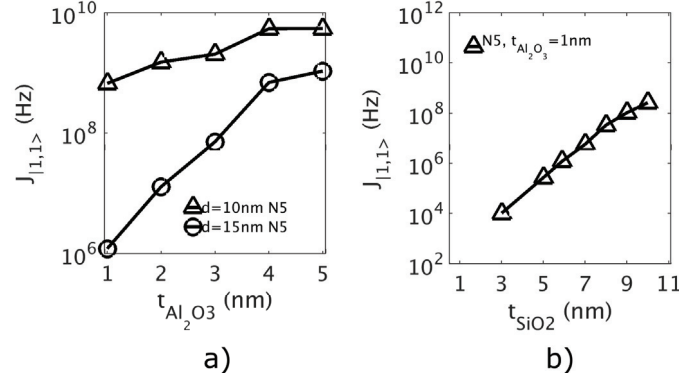 10^10
10^8
10^6
J_|1,1> (Hz)
d=10nm N5
d=15nm N5
1 2 3 4 5
t_Al_2O3 (nm)
a)
N5, t_Al_2O_3=1nm
10^12
10^10
10^8
10^6
10^4
10^2
J_|1,1> (Hz)
1 3 5 7 9 11
t_SiO2 (nm)
b)